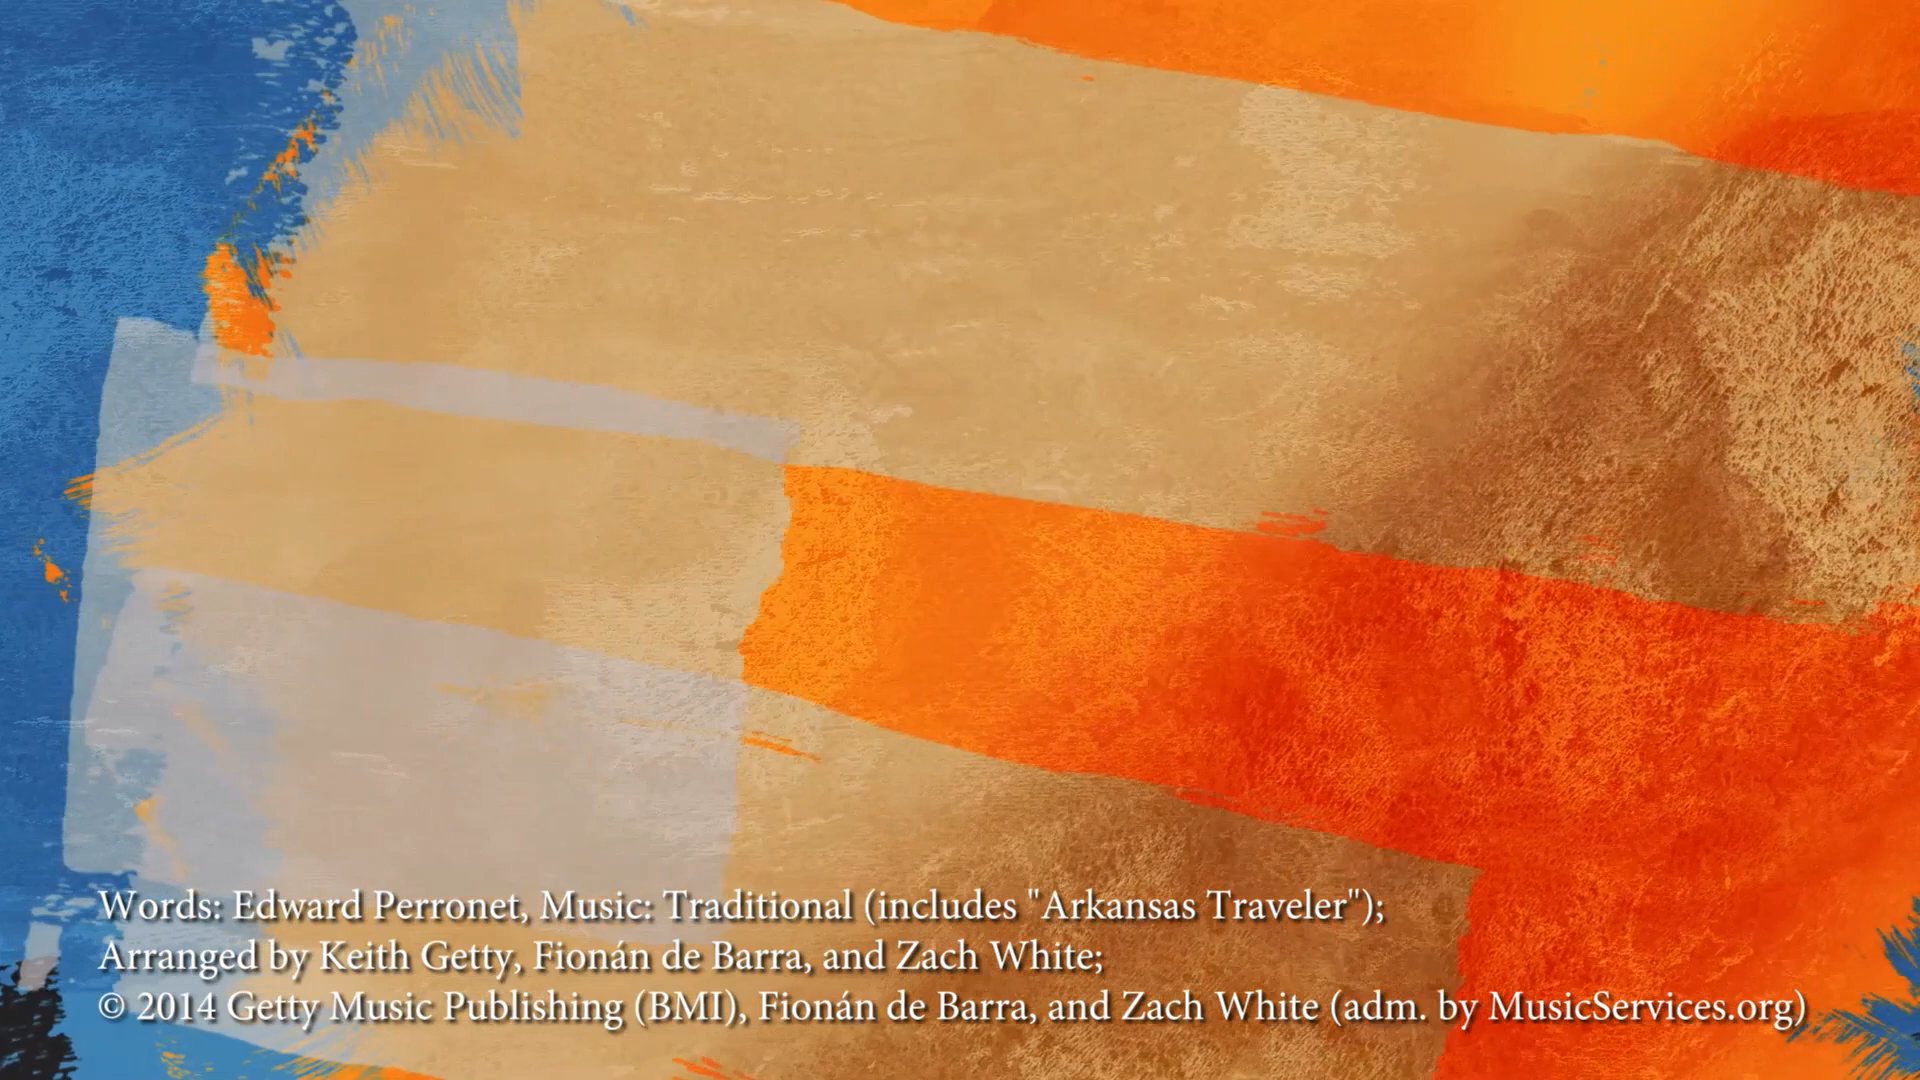 Words: Edward Perronet, Music: Traditional (includes "Arkansas Traveler");
Arranged by Keith Getty, Fionán de Barra, and Zach White;
© 2014 Getty Music Publishing (BMI), Fionán de Barra, and Zach White (adm. by MusicServices.org)